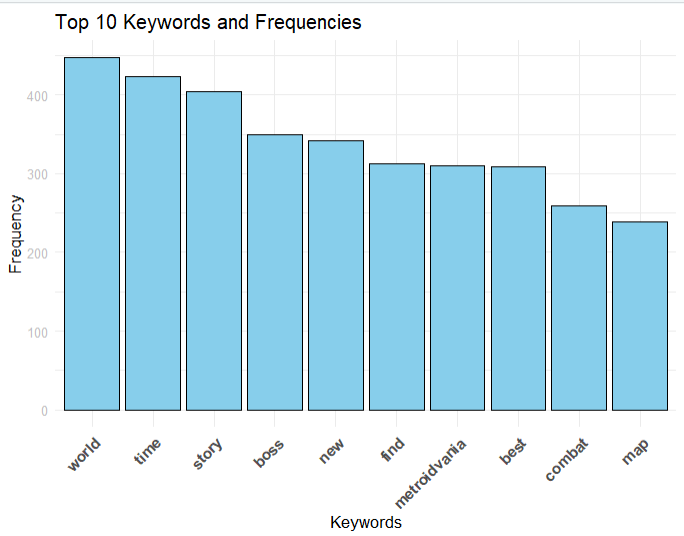 Top 10 Keywords and Frequencies
Frequency
400
300
200
100
0
world
time
story
boss
new
find
metroidvania
best
combat
map
Keywords